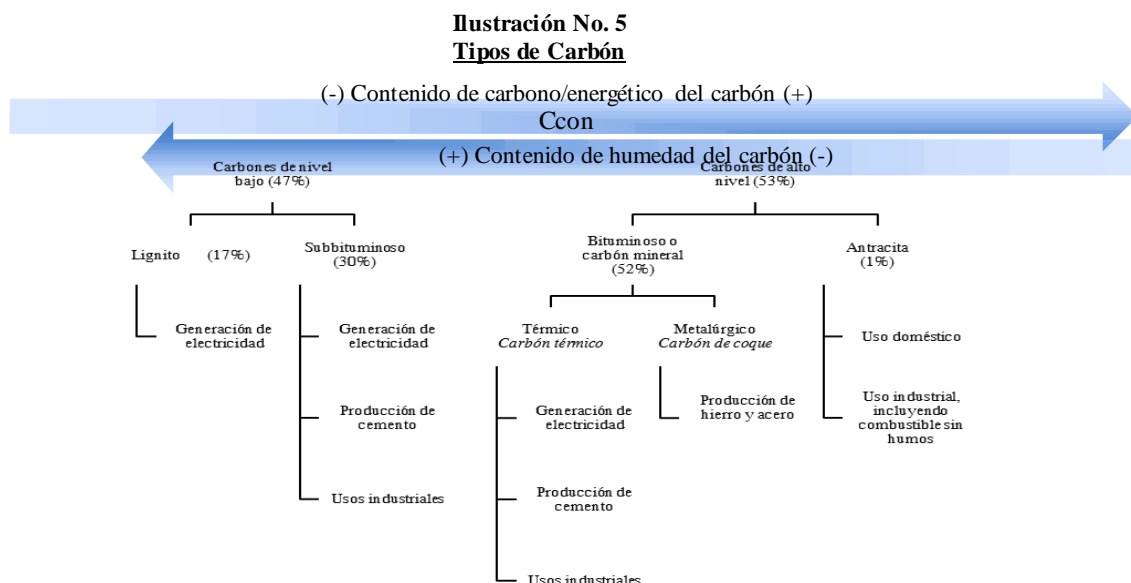 Ilustración No. 5
Tipos de Carbón
(-) Contenido de carbono/energético del carbón (+)
Ccon
(+) Contenido de humedad del carbón (-)
Carbones de nivel
bajo (47%)
Carbones de alto
nivel (53%)
Lignito (17%)
Subbituminoso
(30%)
Bituminoso o
carbón mineral
(52%)
Antracita
(1%)
Generación de
electricidad
Generación de
electricidad
Producción de
cemento
Usos industriales
Térmico
Carbón térmico
Metalúrgico
Carbón de coque
Generación de
electricidad
Producción de
cemento
Usos industriales
Producción de
hierro y acero
Uso doméstico
Uso industrial,
incluyendo
combustible sin
humos